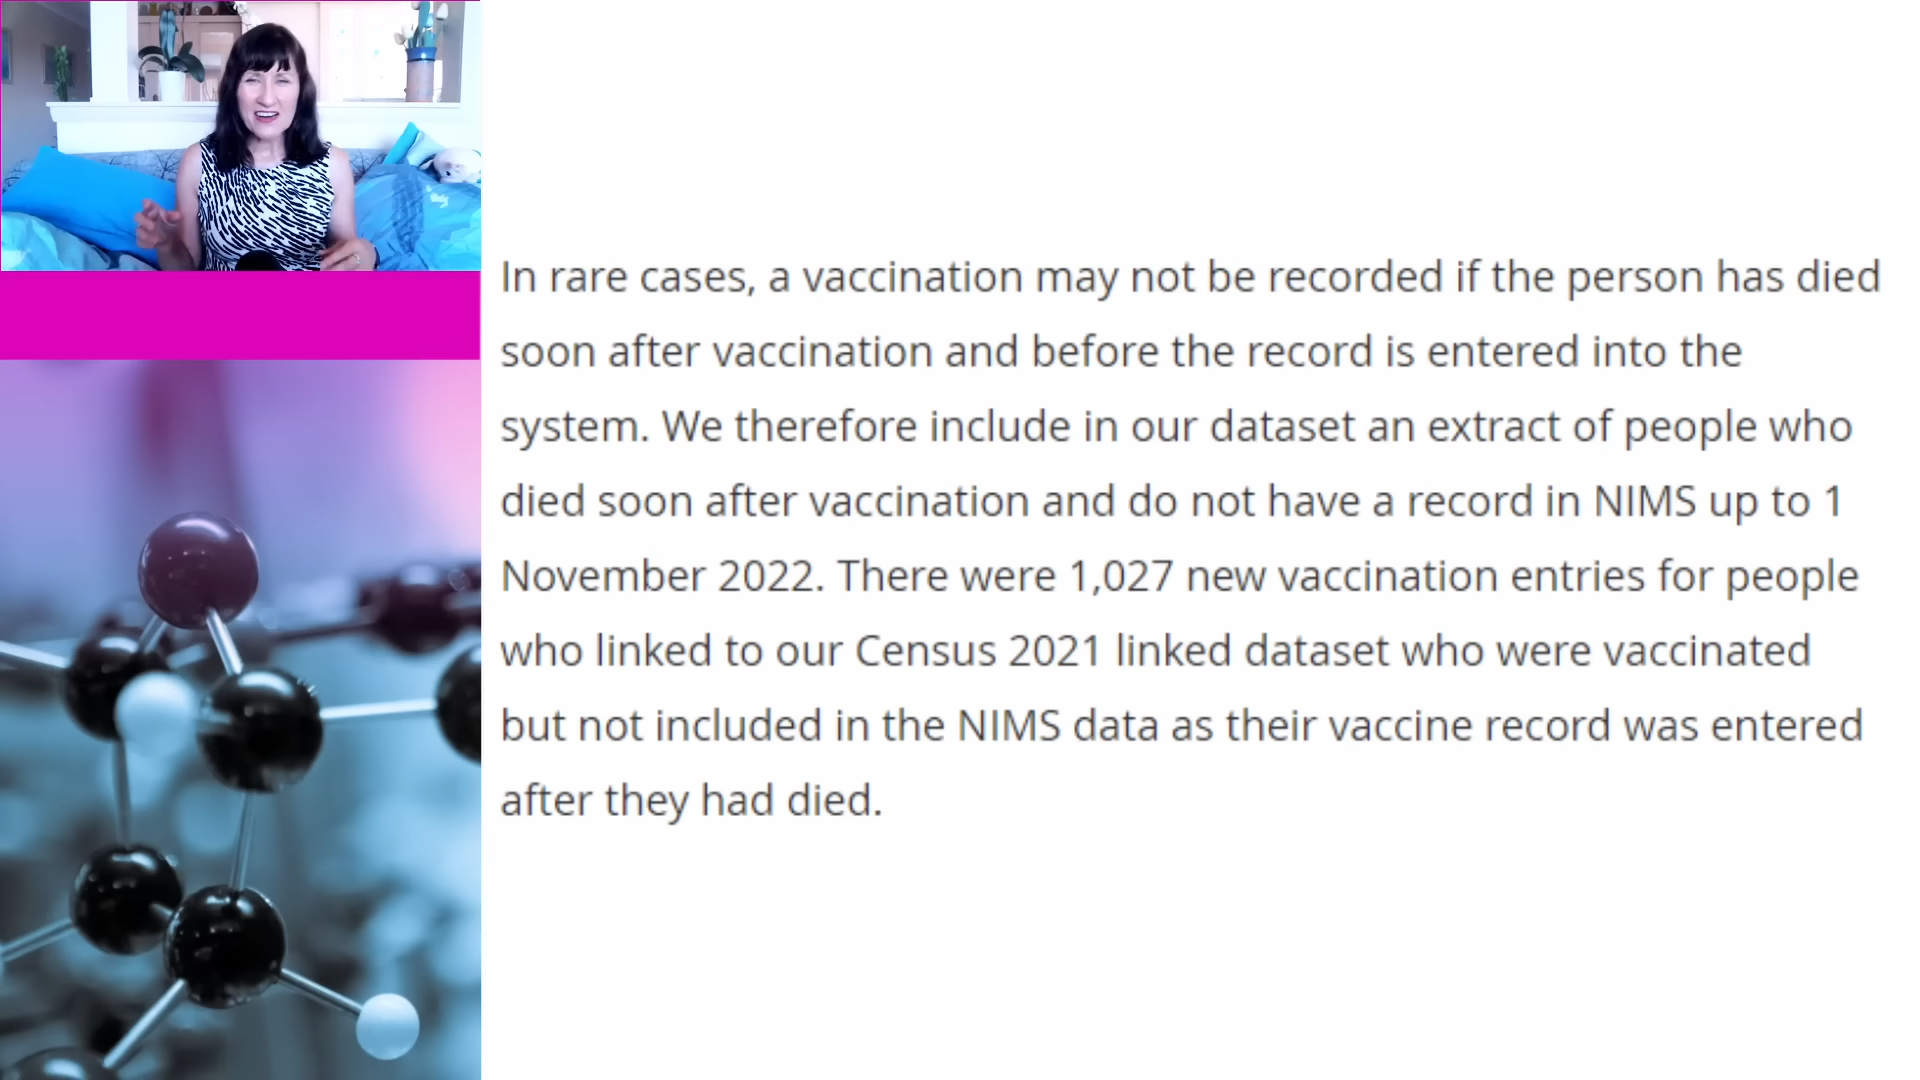 In rare cases, a vaccination may not be recorded if the person has died
soon after vaccination and before the record is entered into the
system. We therefore include in our dataset an extract of people who
died soon after vaccination and do not have a record in NIMS up to 1
November 2022. There were 1,027 new vaccination entries for people
who linked to our Census 2021 linked dataset who were vaccinated
but not included in the NIMS data as their vaccine record was entered
after they had died.